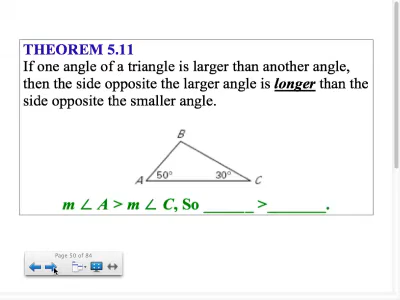 THEOREM 5.11
If one angle of a triangle is larger than another angle,
then the side opposite the larger angle is longer than the
side opposite the smaller angle.
B
A 50° 30° C
m ∠ A > m ∠ C, So ______ >_______.
Page 50 of 84